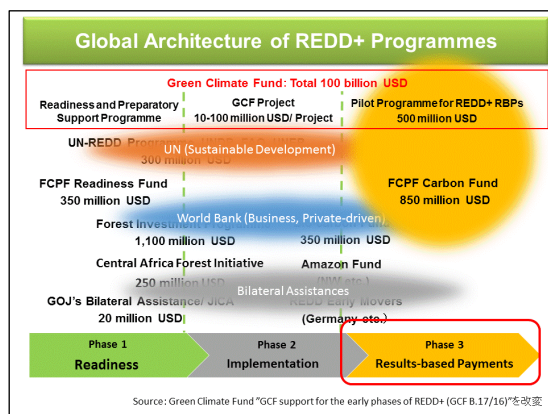 Global Architecture of REDD+ Programmes
Green Climate Fund: Total 100 billion USD
Readiness and Preparatory
Support Programme
GCF Project
10-100 million USD/ Project
Pilot Programme for REDD+ RBPs
500 million USD
UN-REDD Programme
300 million USD
UN (Sustainable Development)
FCPF Readiness Fund
350 million USD
FCPF Carbon Fund
850 million USD
World Bank (Business, Private-driven)
Forest Investment
1,100 million USD
350 million USD
Central Africa Forest Initiative
250 million USD
Amazon Fund
Bilateral Assistances
GOJ's Bilateral Assistance/ JICA
20 million USD
REDD Early Movers
(Germany etc.)
Phase 1
Readiness
Phase 2
Implementation
Phase 3
Results-based Payments
Source: Green Climate Fund "GCF support for the early phases of REDD+ (GCF B.17/16)"を改変